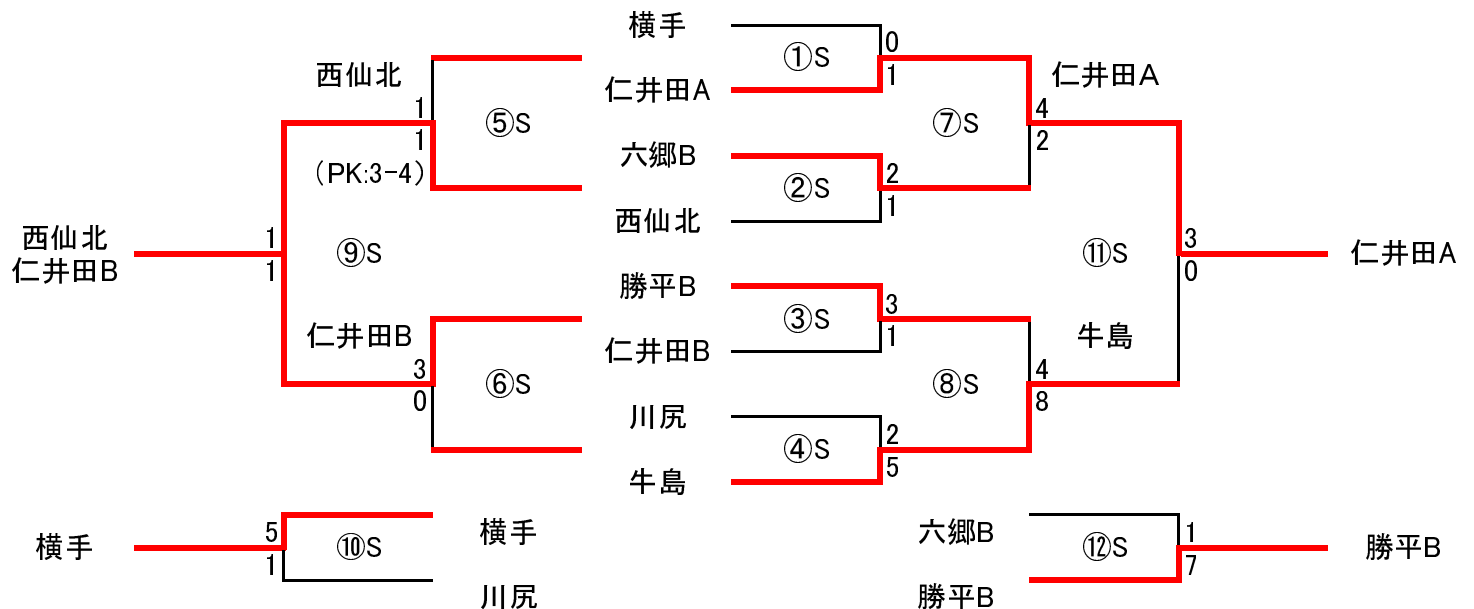 横手
①S
0
1
仁井田A
西仙北
1
1
(PK:3-4)
⑤S
⑦S
仁井田A
4
2
六郷B
②S
2
1
西仙北
西仙北
仁井田B
1
1
⑨S
⑪S
3
0
仁井田A
勝平B
③S
3
1
仁井田B
仁井田B
3
0
⑥S
⑧S
牛島
4
8
川尻
④S
2
5
牛島
横手
5
1
⑩S
横手
川尻
六郷B
⑫S
勝平B
1
7
勝平B